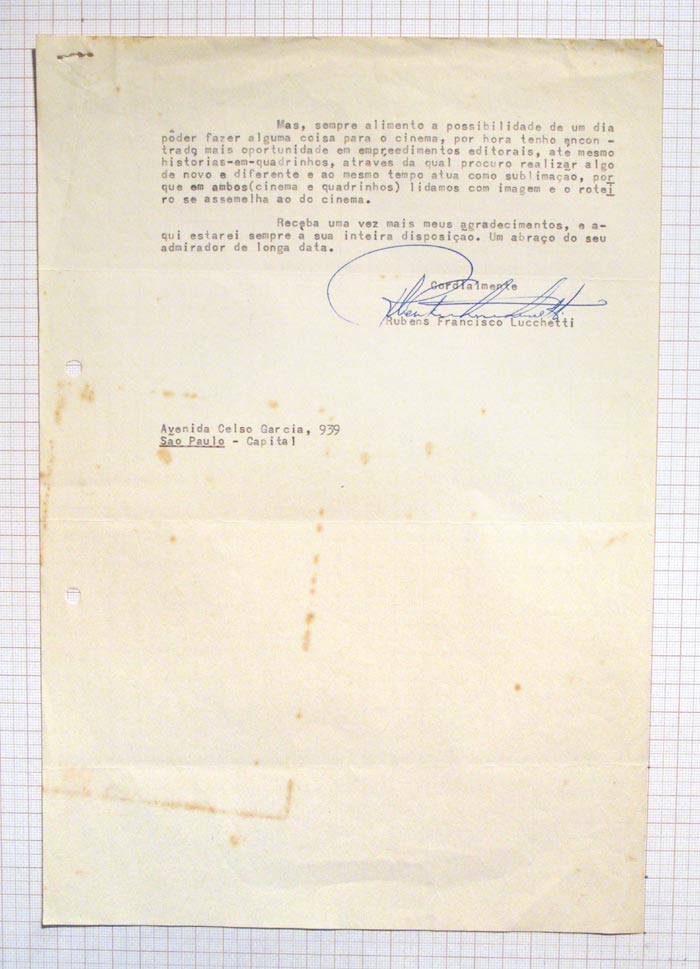 Mas, sempre alimento a possibilidade de um dia
pôder fazer alguma coisa para o cinema, por hora tenho encon -
trado mais oportunidade em empreedimentos editorais, até mesmo
historias-em-quadrinhos, atraves da qual procuro realizar algo
de novo e diferente e ao mesmo tempo atua como sublimaçao, por
que em ambos(cinema e quadrinhos) lidamos com imagem e o rotei
ro se assemelha ao do cinema.
Receba uma vez mais meus agradecimentos, e a-
qui estarei sempre à sua inteira disposiçao. Um abraço do seu
admirador de longa data.
Cordialmente
Rubens Francisco Lucchetti
Avenida Celso Garcia, 939
São Paulo - Capital